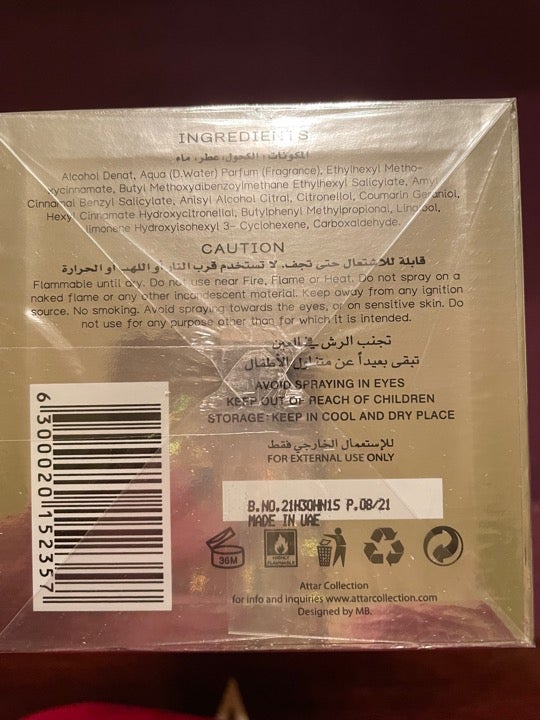 INGREDIENTS
المكونات: الكحول، عطر، ماء
Alcohol Denat, Aqua (D.Water) Parfum (Fragrance), Ethylhexyl Metho-
xycinnamate, Butyl Methoxydibenzoylmethane Ethylhexyl Salicylate, Amyl
Cinnamal Benzyl Salicylate, Anisyl Alcohol Citral, Citronellol, Coumarin Geraniol,
Hexyl Cinnamate Hydroxycitronellal, Butylphenyl Methylpropional, Linalool,
limonene Hydroxyisohexyl 3- Cyclohexene, Carboxaldehyde.
CAUTION
قابلة للاشتعال حتى تجف. لا تستخدم قرب النار أو اللهب او الحرارة
Flammable until dry. Do not use near Fire, Flame or Heat. Do not spray on a
naked flame or any other incandescent material. Keep away from any ignition
source. No smoking. Avoid spraying towards the eyes, or on sensitive skin. Do
not use for any purpose other than for which it is intended.
تجنب الرش في العين
تبقى بعيداً عن متناول الأطفال
AVOID SPRAYING IN EYES
KEEP OUT OF REACH OF CHILDREN
STORAGE: KEEP IN COOL AND DRY PLACE
للإستعمال الخارجي فقط
FOR EXTERNAL USE ONLY
6300020152357
B.NO.21H30HN15 P.08/21
MADE IN UAE
36M
HIGHLY
FLAMMABLE
Attar Collection
for info and inquiries www.attarcollection.com
Designed by MB.